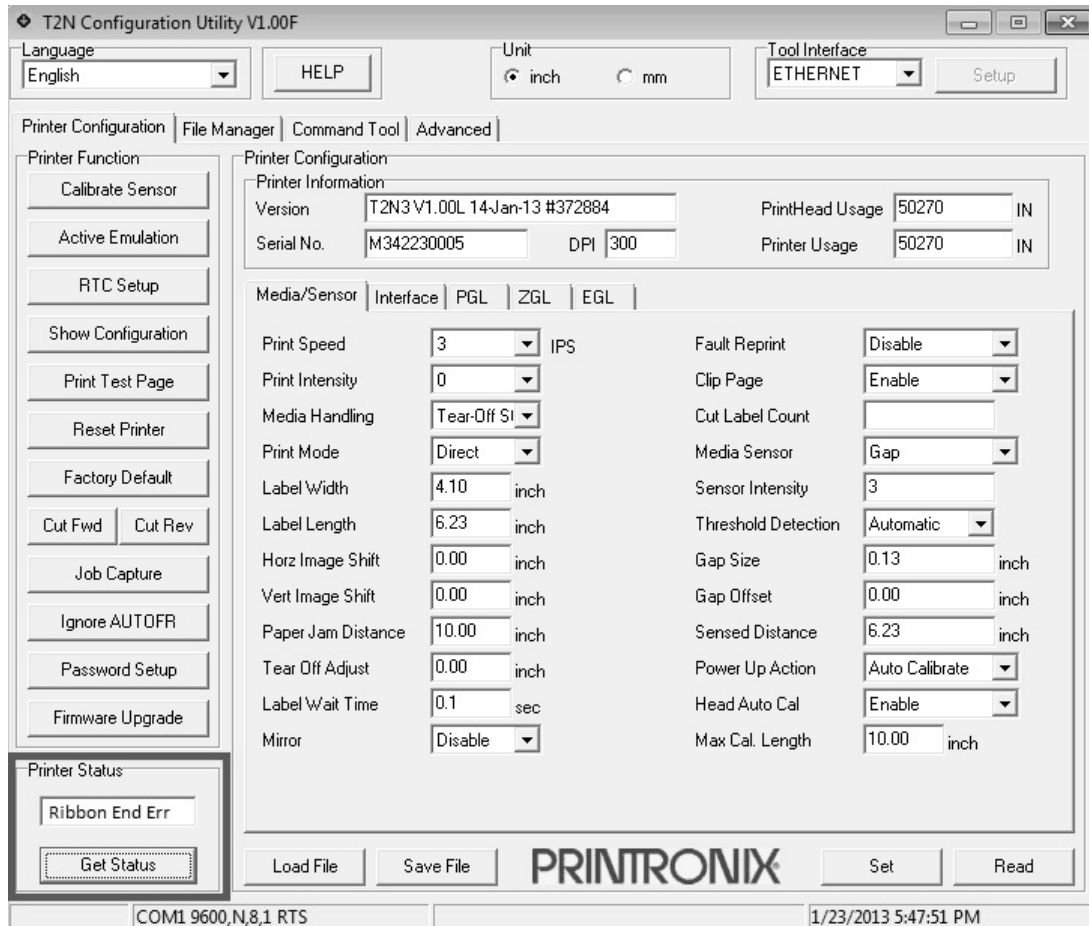 T2N Configuration Utility V1.00F
Language
English
HELP
Unit
inch
mm
Tool Interface
ETHERNET
Setup
Printer Configuration File Manager Command Tool Advanced
Printer Function
Calibrate Sensor
Active Emulation
RTC Setup
Show Configuration
Print Test Page
Reset Printer
Factory Default
Cut Fwd Cut Rev
Job Capture
Ignore AUTOFR
Password Setup
Firmware Upgrade
Printer Status
Ribbon End Err
Get Status
Printer Configuration
Printer Information
Version T2N3 V1.00L 14-Jan-13 #372884
PrintHead Usage 50270 IN
Serial No. M342230005 DPI 300
Printer Usage 50270 IN
Media/Sensor Interface PGL ZGL EGL
Print Speed 3 IPS
Print Intensity 0
Media Handling Tear-Off
Print Mode Direct
Label Width 4.10 inch
Label Length 6.23 inch
Horz Image Shift 0.00 inch
Vert Image Shift 0.00 inch
Paper Jam Distance 10.00 inch
Tear Off Adjust 0.00 inch
Label Wait Time 0.1 sec
Mirror Disable
Fault Reprint Disable
Clip Page Enable
Cut Label Count
Media Sensor Gap
Sensor Intensity 3
Threshold Detection Automatic
Gap Size 0.13 inch
Gap Offset 0.00 inch
Sensed Distance 6.23 inch
Power Up Action Auto Calibrate
Head Auto Cal Enable
Max Cal. Length 10.00 inch
Load File Save File PRINTRONIX Set Read
COM1 9600,N,8,1 RTS
1/23/2013 5:47:51 PM